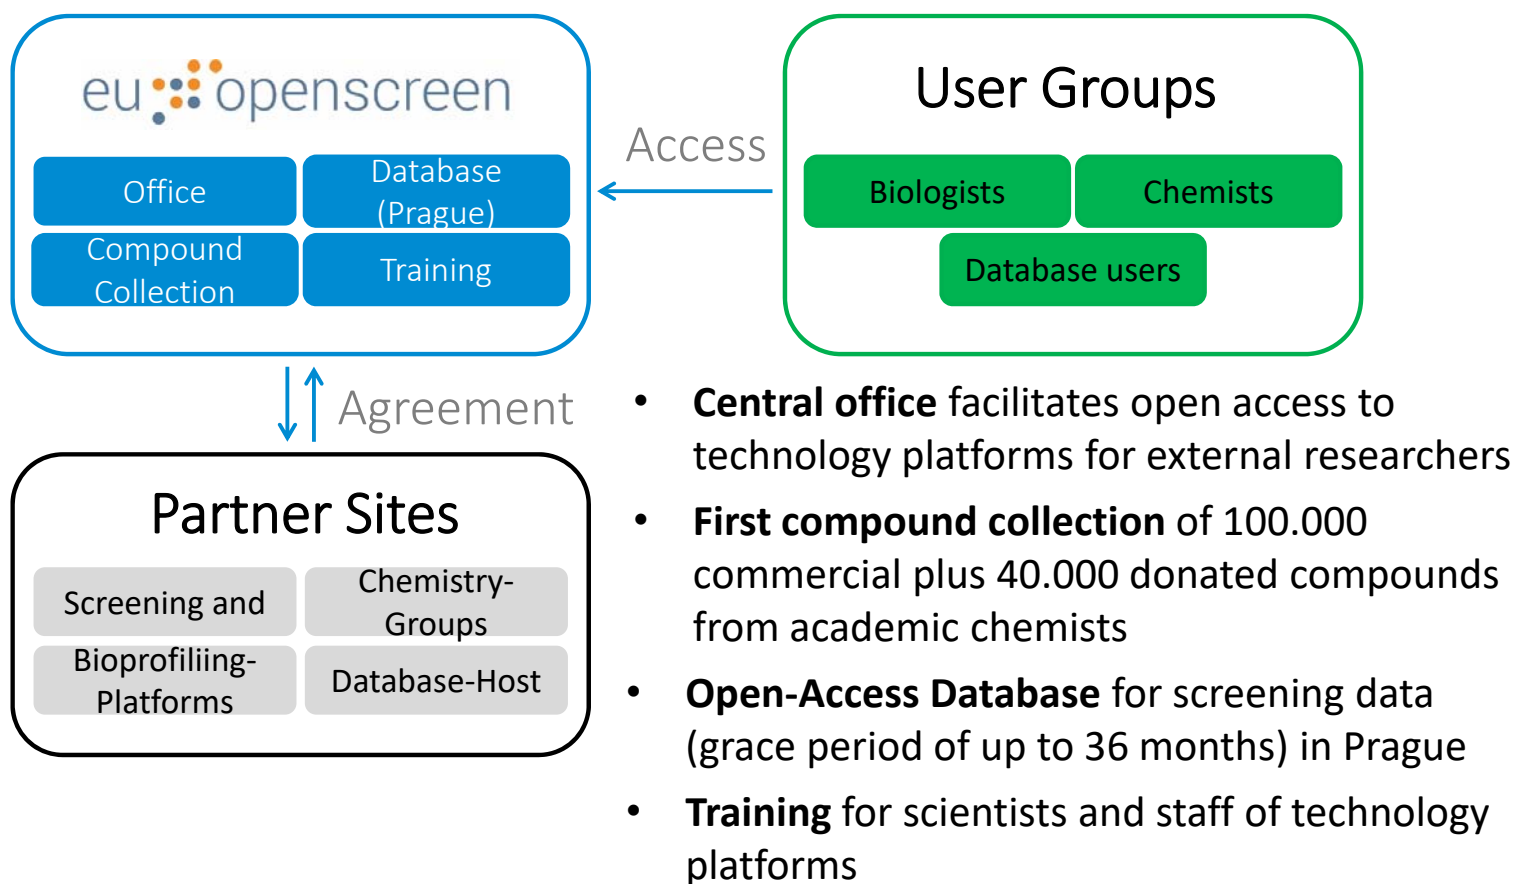 eu openscreen
Office
Database
(Prague)
Compound
Collection
Training
Access
User Groups
Biologists
Chemists
Database users
Agreement
Partner Sites
Screening and
Chemistry-
Groups
Bioprofiliing-
Platforms
Database-Host
• Central office facilitates open access to
technology platforms for external researchers
• First compound collection of 100.000
commercial plus 40.000 donated compounds
from academic chemists
• Open-Access Database for screening data
(grace period of up to 36 months) in Prague
• Training for scientists and staff of technology
platforms